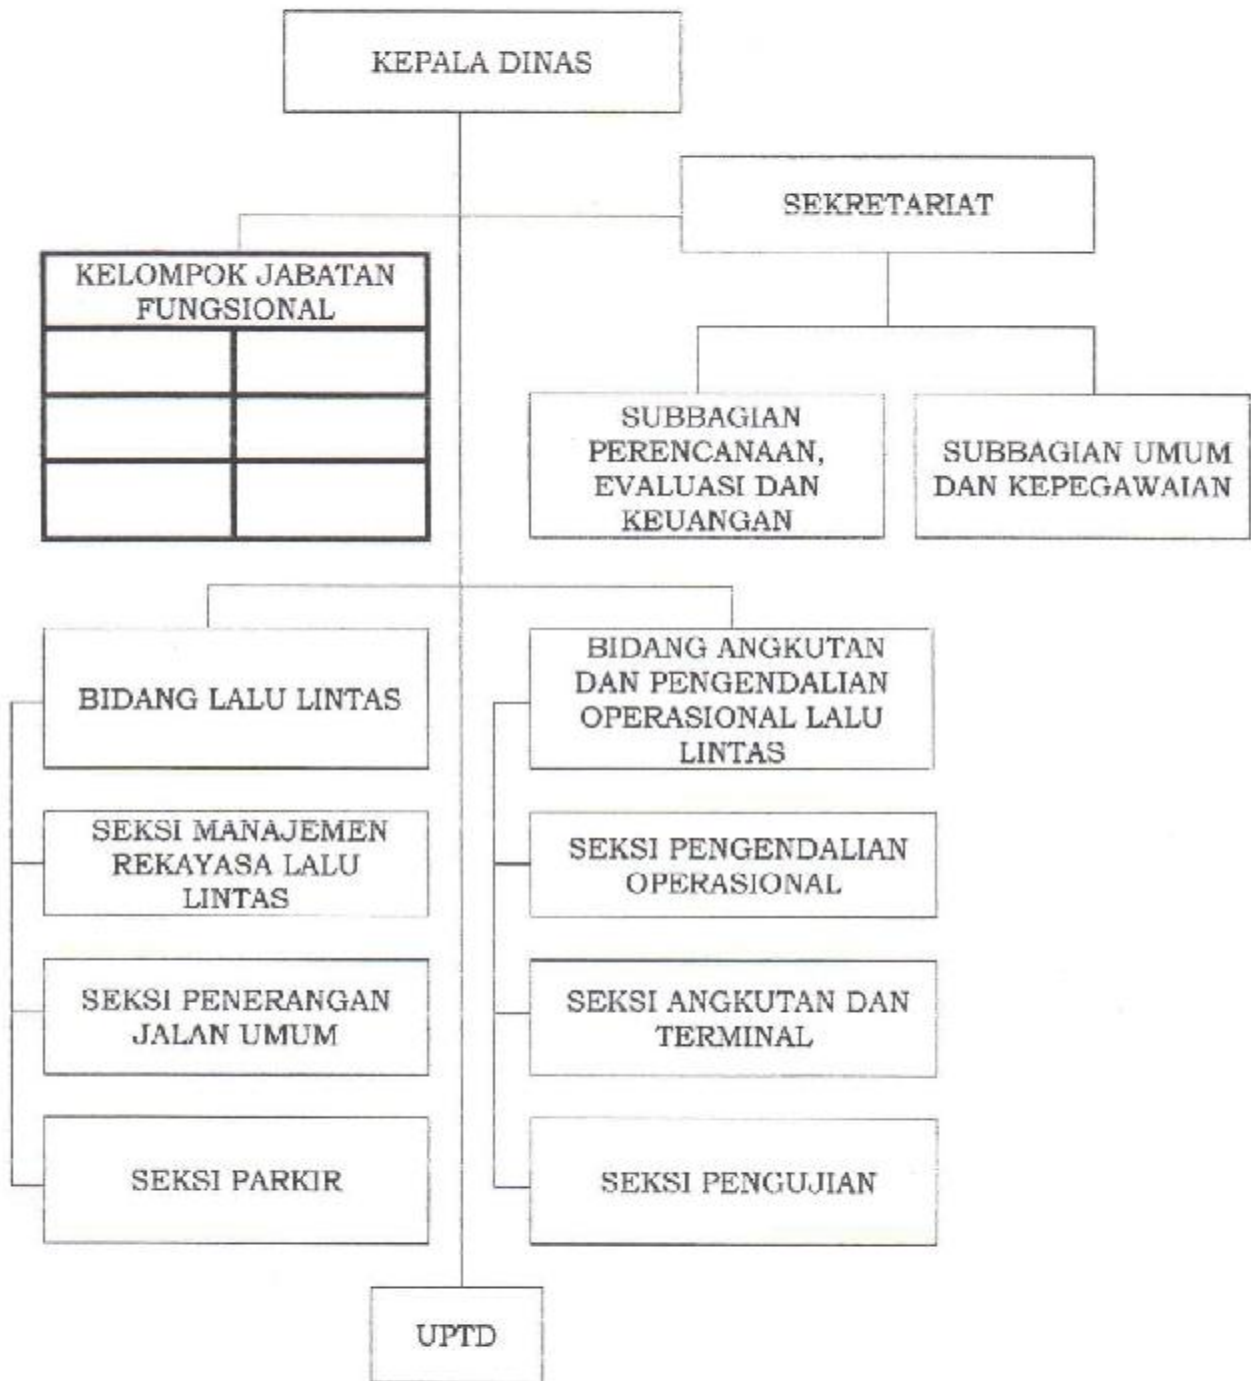 KEPALA DINAS
SEKRETARIAT
KELOMPOK JABATAN
FUNGSIONAL
SUBBAGIAN
PERENCANAAN,
EVALUASI DAN
KEUANGAN
SUBBAGIAN UMUM
DAN KEPEGAWAIAN
BIDANG LALU LINTAS
BIDANG ANGKUTAN
DAN PENGENDALIAN
OPERASIONAL LALU
LINTAS
SEKSI MANAJEMEN
REKAYASA LALU
LINTAS
SEKSI PENGENDALIAN
OPERASIONAL
SEKSI PENERANGAN
JALAN UMUM
SEKSI ANGKUTAN DAN
TERMINAL
SEKSI PARKIR
SEKSI PENGUJIAN
UPTD